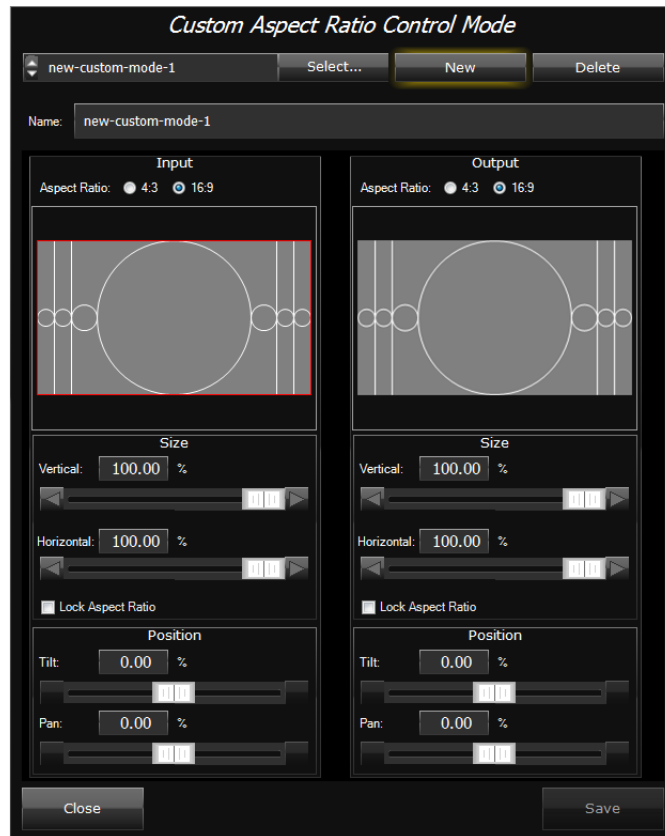 Custom Aspect Ratio Control Mode
new-custom-mode-1 Select... New Delete
Name: new-custom-mode-1
Input
Aspect Ratio: 4:3 16:9
Size
Vertical: 100.00 %
Horizontal: 100.00 %
Lock Aspect Ratio
Position
Tilt: 0.00 %
Pan: 0.00 %
Output
Aspect Ratio: 4:3 16:9
Size
Vertical: 100.00 %
Horizontal: 100.00 %
Lock Aspect Ratio
Position
Tilt: 0.00 %
Pan: 0.00 %
Close Save